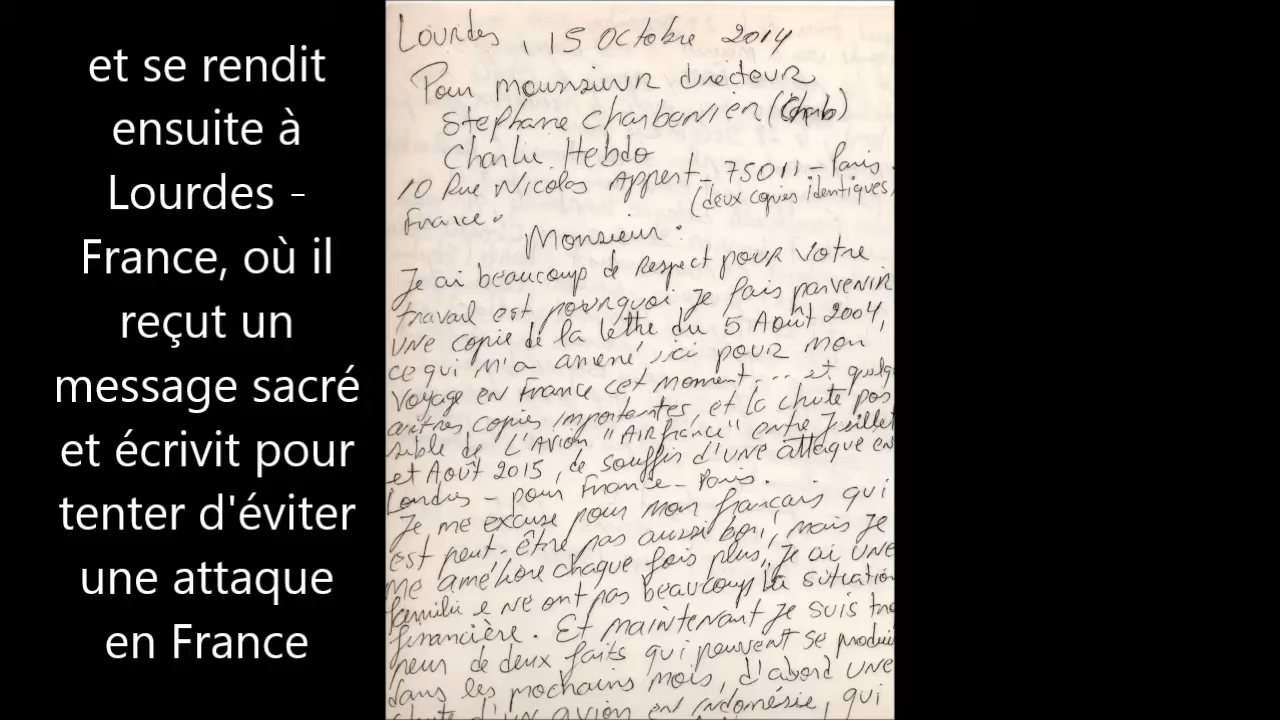 et se rendit
ensuite à
Lourdes -
France, où il
reçut un
message sacré
et écrivit pour
tenter d'éviter
une attaque
en France
Lourdes, 15 Octobre 2014
Pour mounsieur directeur
Stephane Charbonnier (Charb)
Charlie Hebdo
10 Rue Nicolas Appert - 75011 - Paris
(deux copies identiques)
France.
Monsieur:
Je ai beaucoup de respect pour votre
travail est pourquoi je fais parvenir
une copie de la lettre du 5 Août 2004,
ce qui m'a amené ici pour mon
voyage en France cet moment... et quelq
autres copies importantes, et la chute pos
sible de L'Avion "AIR france" entre Juillet
et Août 2015, de souffris d'une attaque en
Londres - pour France - Paris.
Je me excuse pour mon français qui
est peut-être pas aussi bon, mais je
me améliore chaque fois plus, Je ai une
famille e ne ont pas beaucoup la situation
financière. Et maintenant je suis
neur de deux faits qui peuvent se produi
dans les prochains mois, d'abord une
chute d'un avion en indonésie, qui